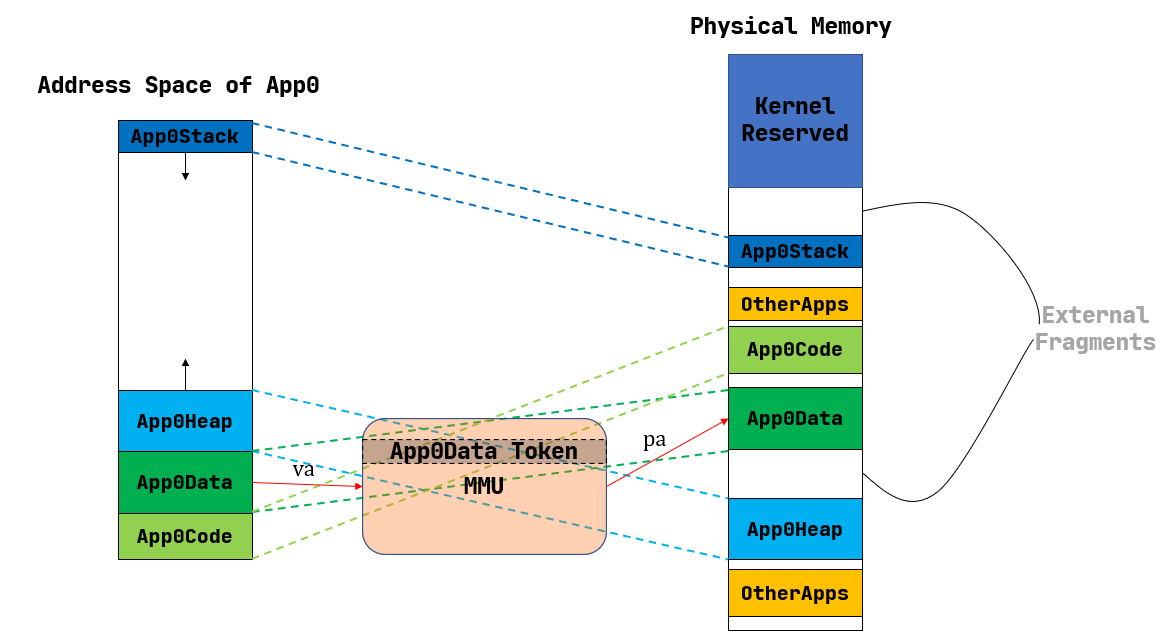 Physical Memory
Address Space of App0
Kernel
Reserved
App0Stack
App0Stack
OtherApps
External
Fragments
App0Code
App0Heap
App0Data
App0Data Token
MMU
pa
va
App0Data
App0Code
App0Heap
OtherApps